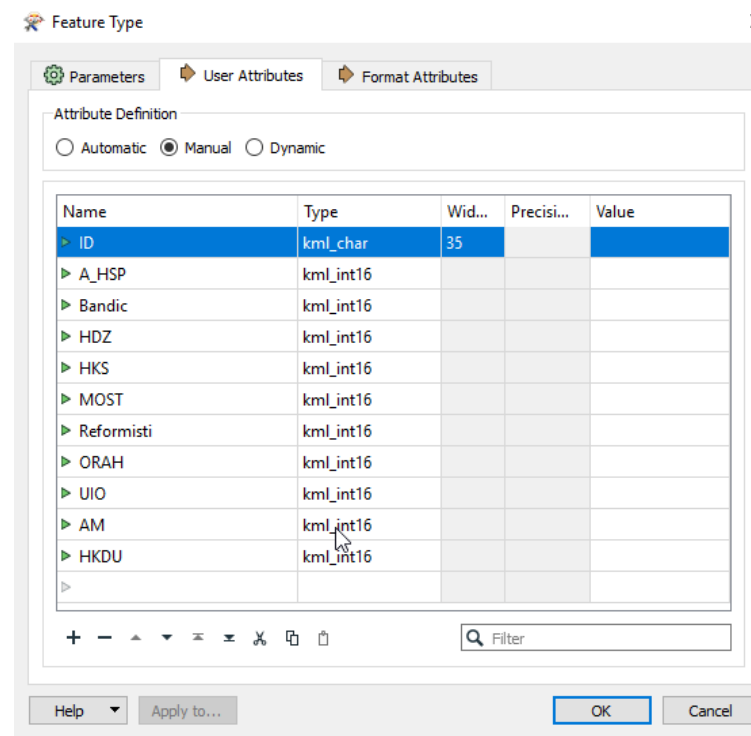 Feature Type
Parameters User Attributes Format Attributes
Attribute Definition
Automatic Manual Dynamic
Name Type Wid... Precisi... Value
ID kml_char 35
A_HSP kml_int16
Bandic kml_int16
HDZ kml_int16
HKS kml_int16
MOST kml_int16
Reformisti kml_int16
ORAH kml_int16
UIO kml_int16
AM kml_int16
HKDU kml_int16
Filter
Help Apply to... OK Cancel